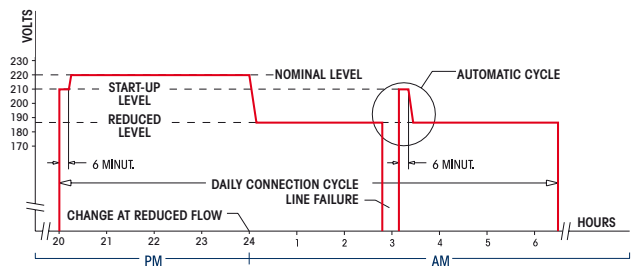 VOLTS
230
220
210
200
190
180
170
NOMINAL LEVEL
START-UP
LEVEL
REDUCED
LEVEL
AUTOMATIC CYCLE
6 MINUT.
6 MINUT.
DAILY CONNECTION CYCLE
LINE FAILURE
CHANGE AT REDUCED FLOW
HOURS
20 21 22 23 24 1 2 3 4 5 6
PM AM